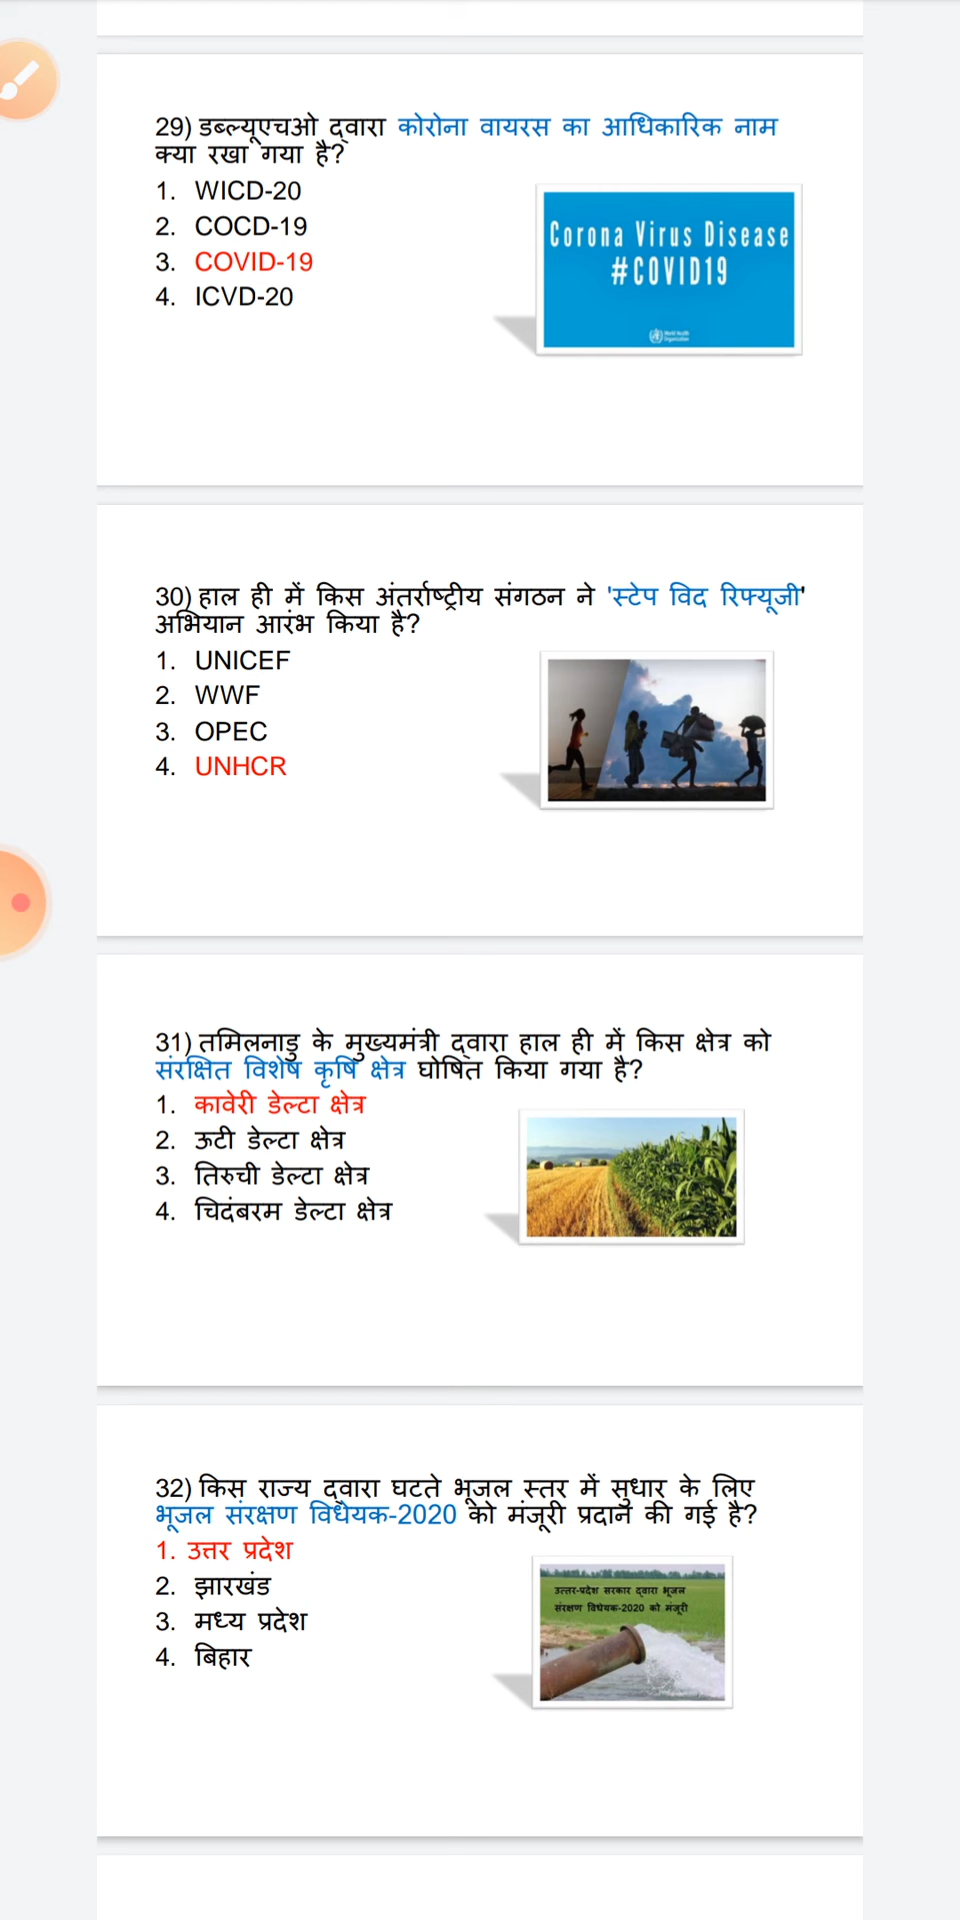 29) डब्ल्यूएचओ द्वारा कोरोना वायरस का आधिकारिक नाम
क्या रखा गया है?
1. WICD-20
2. COCD-19
3. COVID-19
4. ICVD-20
Corona Virus Disease
#COVID19
World Health
Organization
30) हाल ही में किस अंतर्राष्ट्रीय संगठन ने 'स्टेप विद रिफ्यूजी'
अभियान आरंभ किया है?
1. UNICEF
2. WWF
3. OPEC
4. UNHCR
31) तमिलनाडु के मुख्यमंत्री द्वारा हाल ही में किस क्षेत्र को
संरक्षित विशेष कृषि क्षेत्र घोषित किया गया है?
1. कावेरी डेल्टा क्षेत्र
2. ऊटी डेल्टा क्षेत्र
3. तिरुची डेल्टा क्षेत्र
4. चिदंबरम डेल्टा क्षेत्र
32) किस राज्य द्वारा घटते भूजल स्तर में सुधार के लिए
भूजल संरक्षण विधेयक-2020 को मंजूरी प्रदान की गई है?
1. उत्तर प्रदेश
2. झारखंड
3. मध्य प्रदेश
4. बिहार
उत्तर-प्रदेश सरकार द्वारा भूजल
संरक्षण विधेयक-2020 को मंजूरी